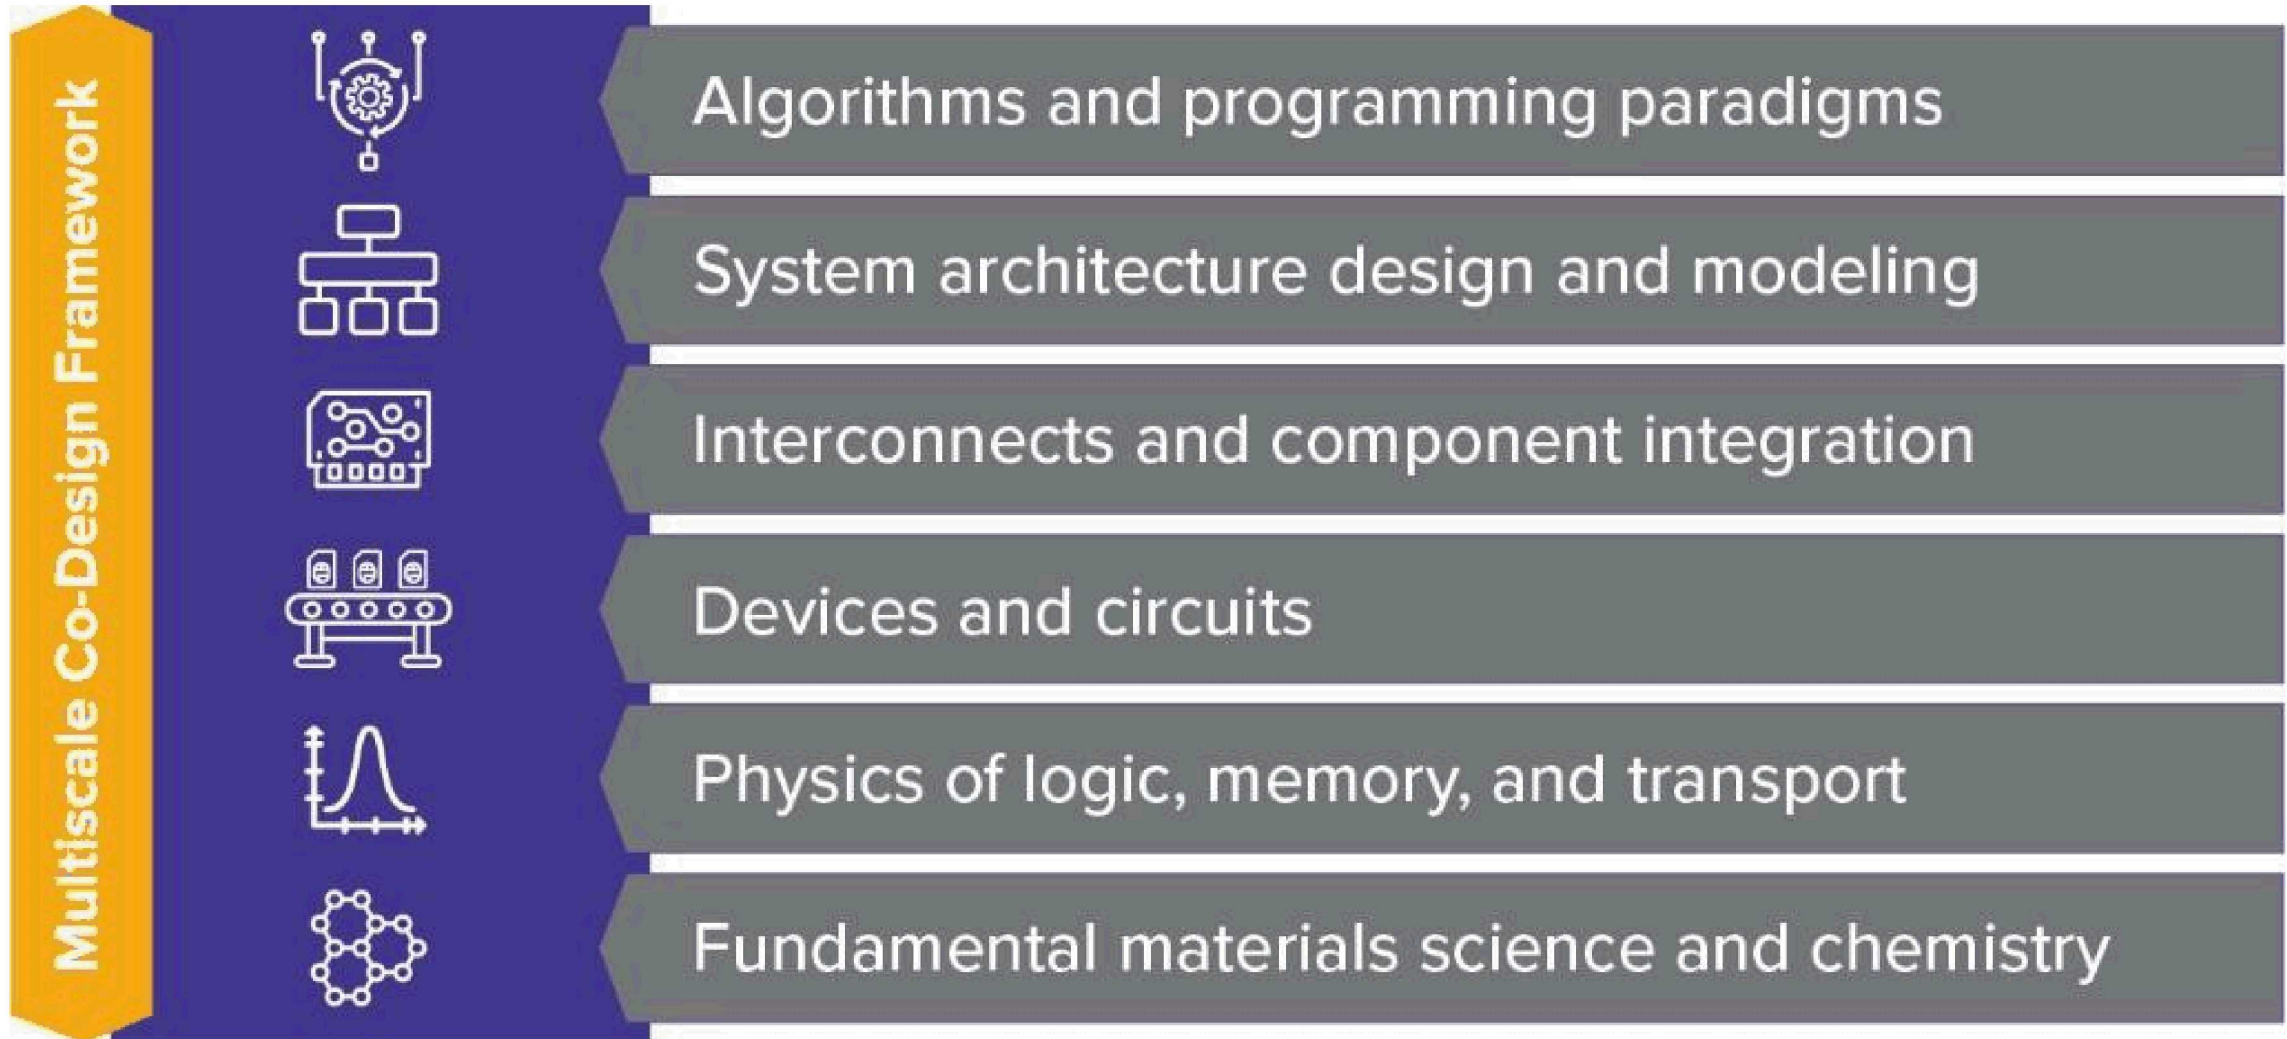 Multiscale Co-Design Framework
Algorithms and programming paradigms
System architecture design and modeling
Interconnects and component integration
Devices and circuits
Physics of logic, memory, and transport
Fundamental materials science and chemistry